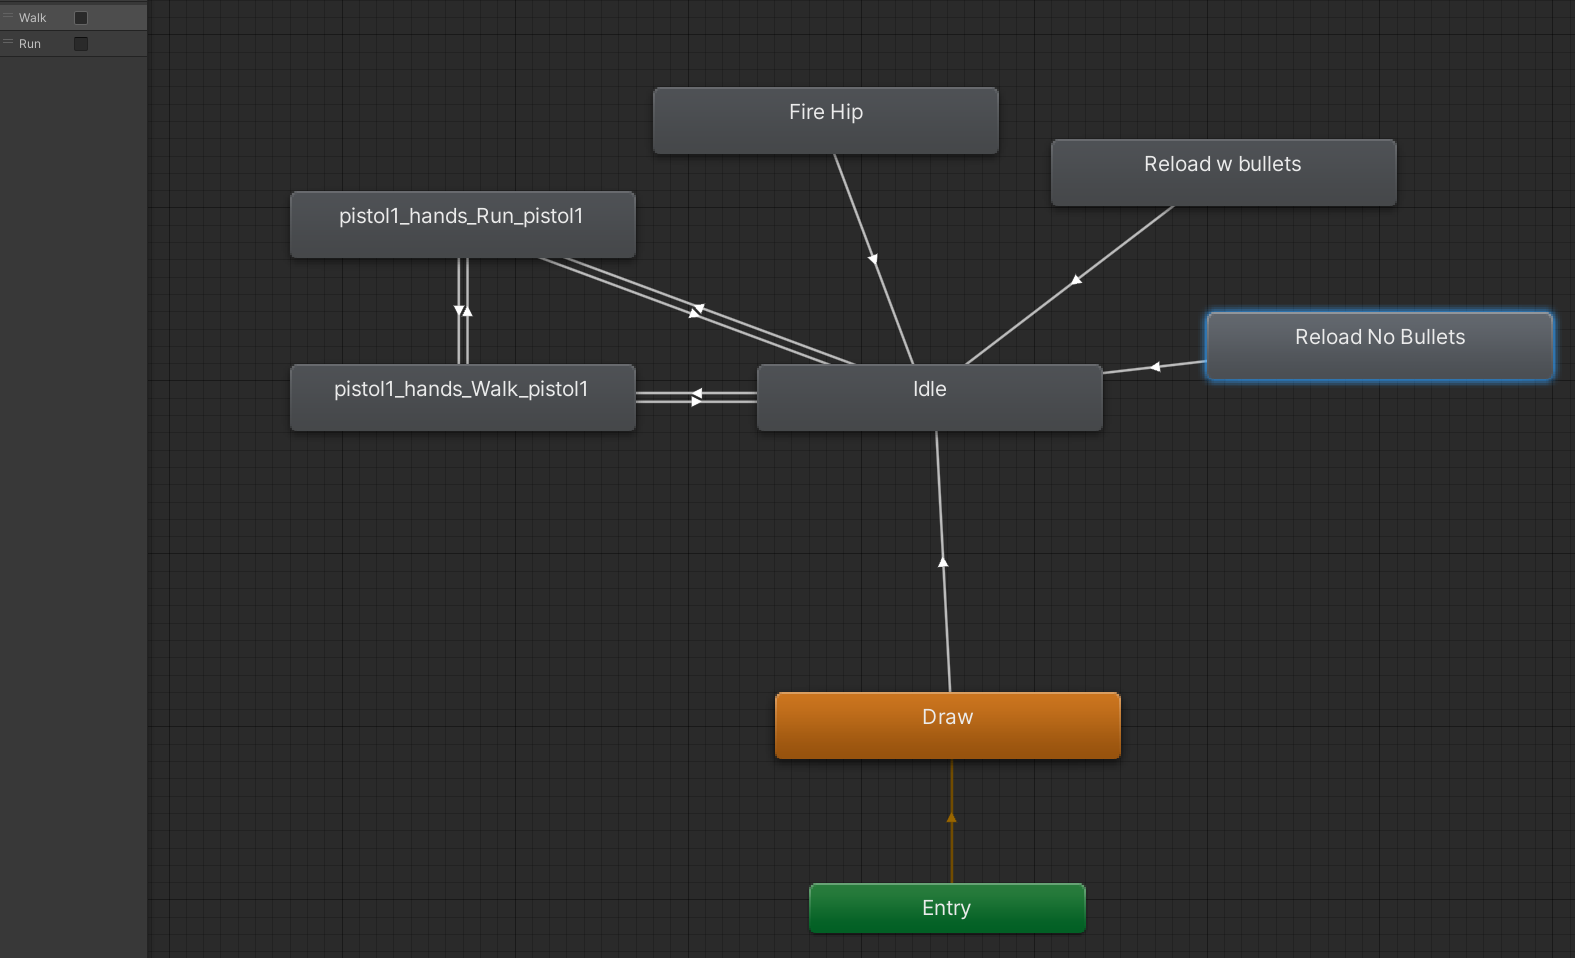 Walk
Run
Fire Hip
Reload w bullets
pistol1_hands_Run_pistol1
Reload No Bullets
pistol1_hands_Walk_pistol1
Idle
Draw
Entry